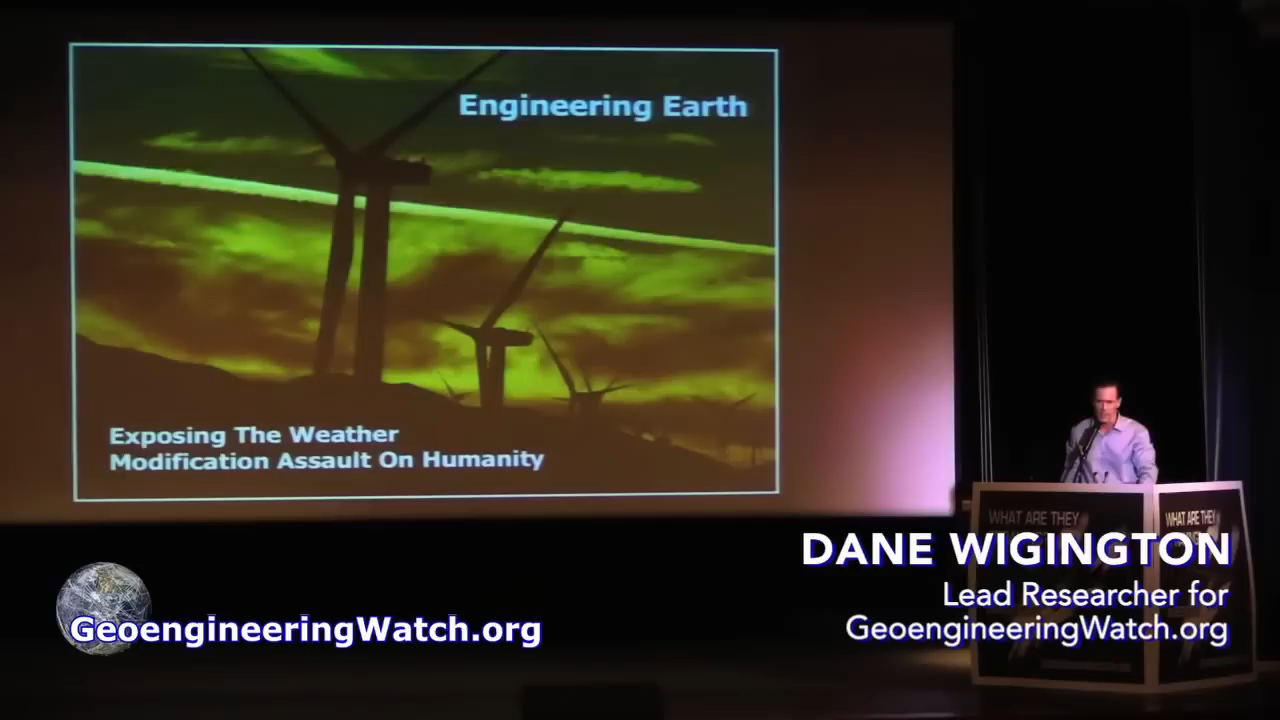 Engineering Earth
Exposing The Weather
Modification Assault On Humanity
WHAT ARE THEY
WHAT ARE THEY
DANE WIGINGTON
Lead Researcher for
GeoengineeringWatch.org
GeoengineeringWatch.org